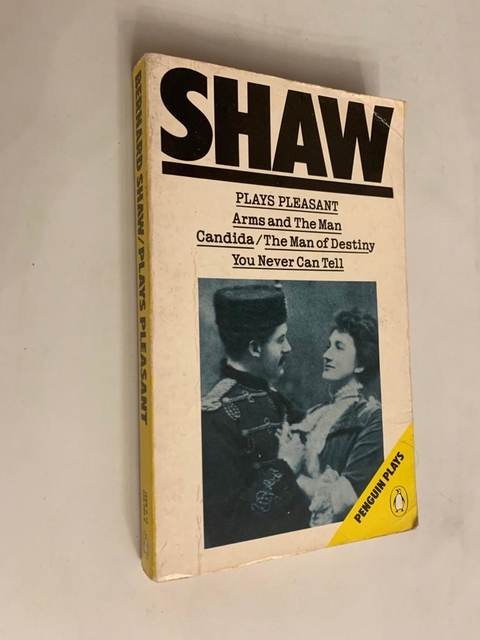 SHAW
PLAYS PLEASANT
Arms and The Man
Candida/The Man of Destiny
You Never Can Tell
PENGUIN PLAYS
BERNARD SHAW/PLAYS PLEASANT